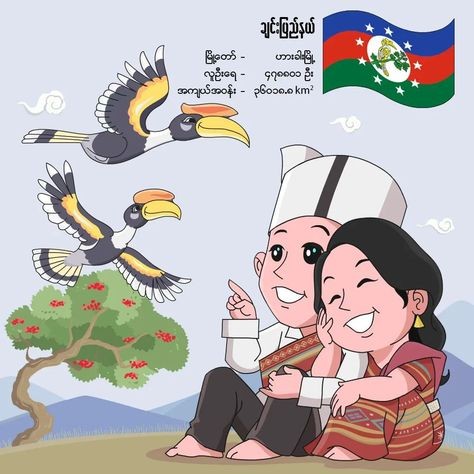 ချင်းပြည်နယ်
မြို့တော် - ဟားခါးမြို့
လူဦးရေ - ၄၇၈၈၀၁ ဦး
အကျယ်အဝန်း - ၃၆၀၁၈.၈ km²